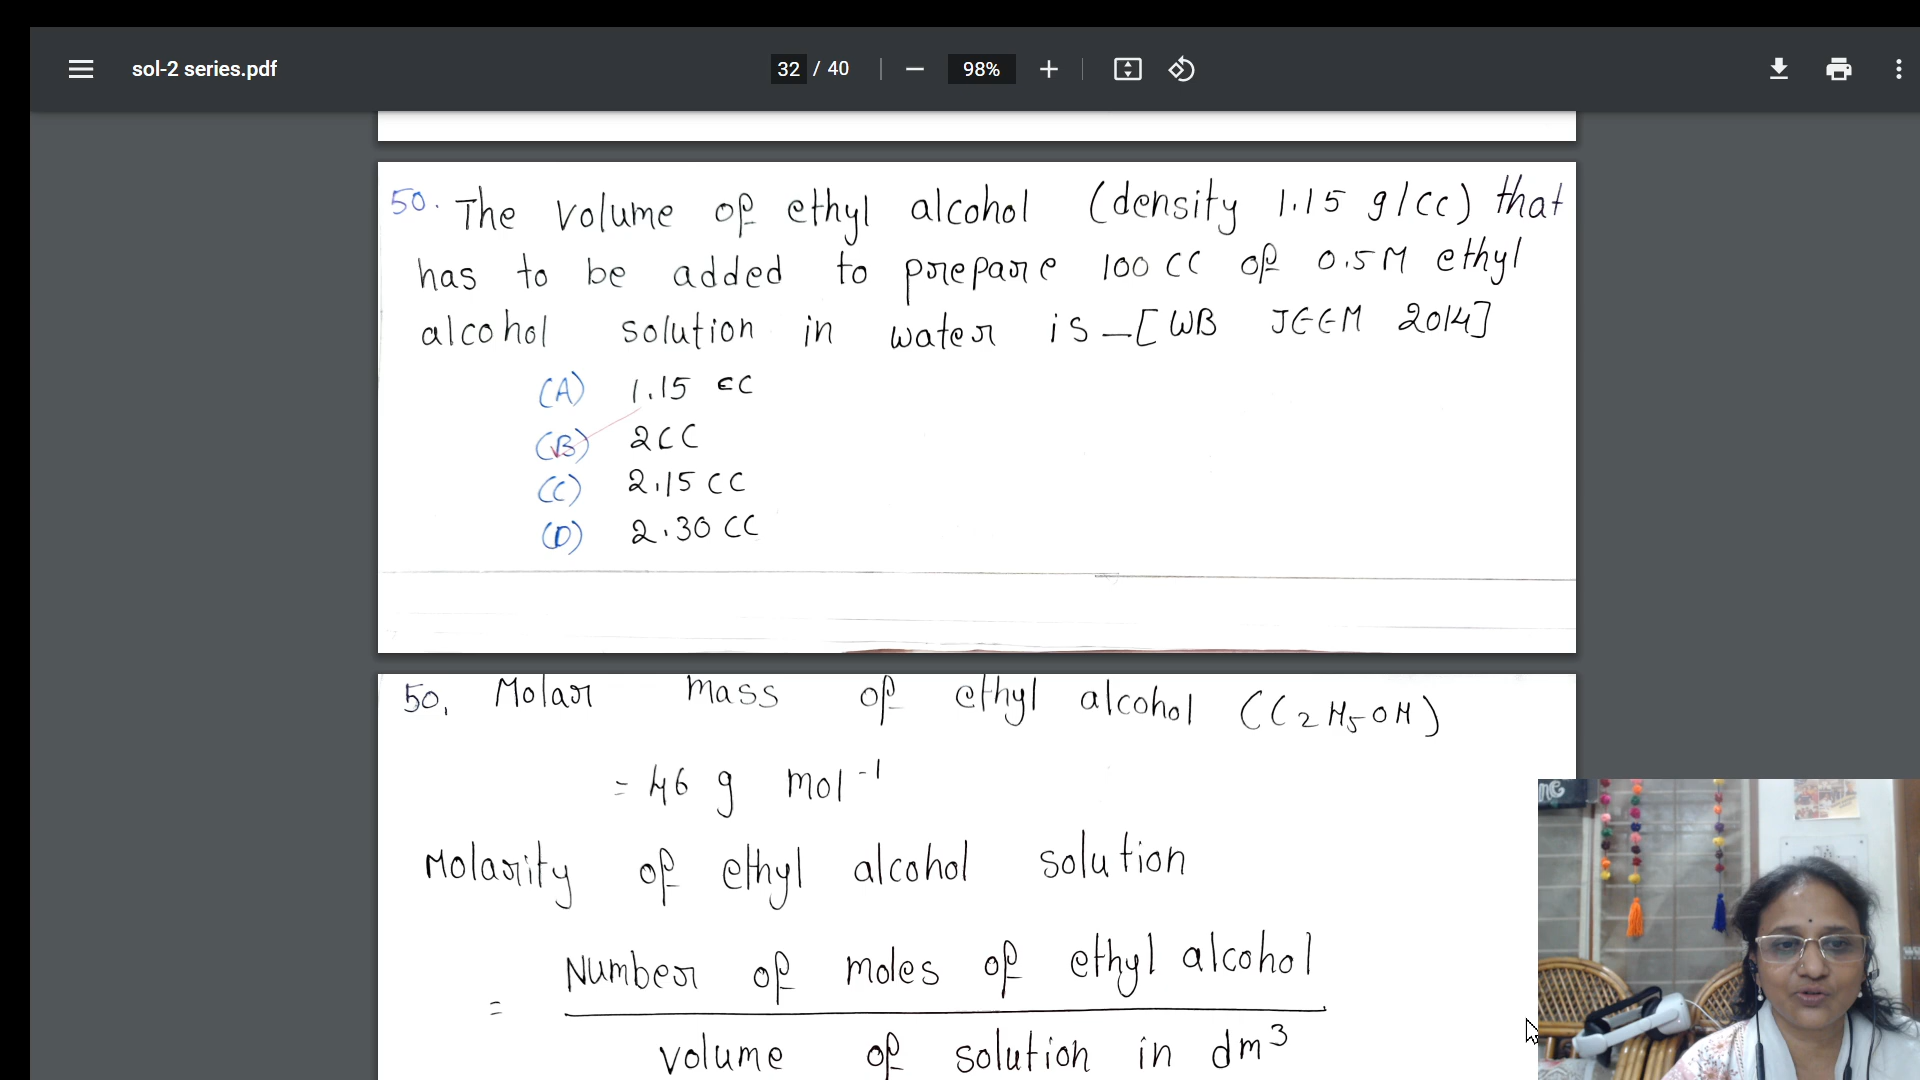 sol-2 series.pdf
32 / 40
98%
50. The volume of ethyl alcohol (density 1.15 g/cc) that
has to be added to prepare 100 CC of 0.5M ethyl
alcohol solution in water is – [WB JEEM 2014]
(A) 1.15 CC
(B) 2CC
(C) 2.15 CC
(D) 2.30 CC
50. Molar mass of ethyl alcohol (C2H5OH)
= 46 g mol-1
Molarity of ethyl alcohol solution
= Number of moles of ethyl alcohol
volume of solution in dm3